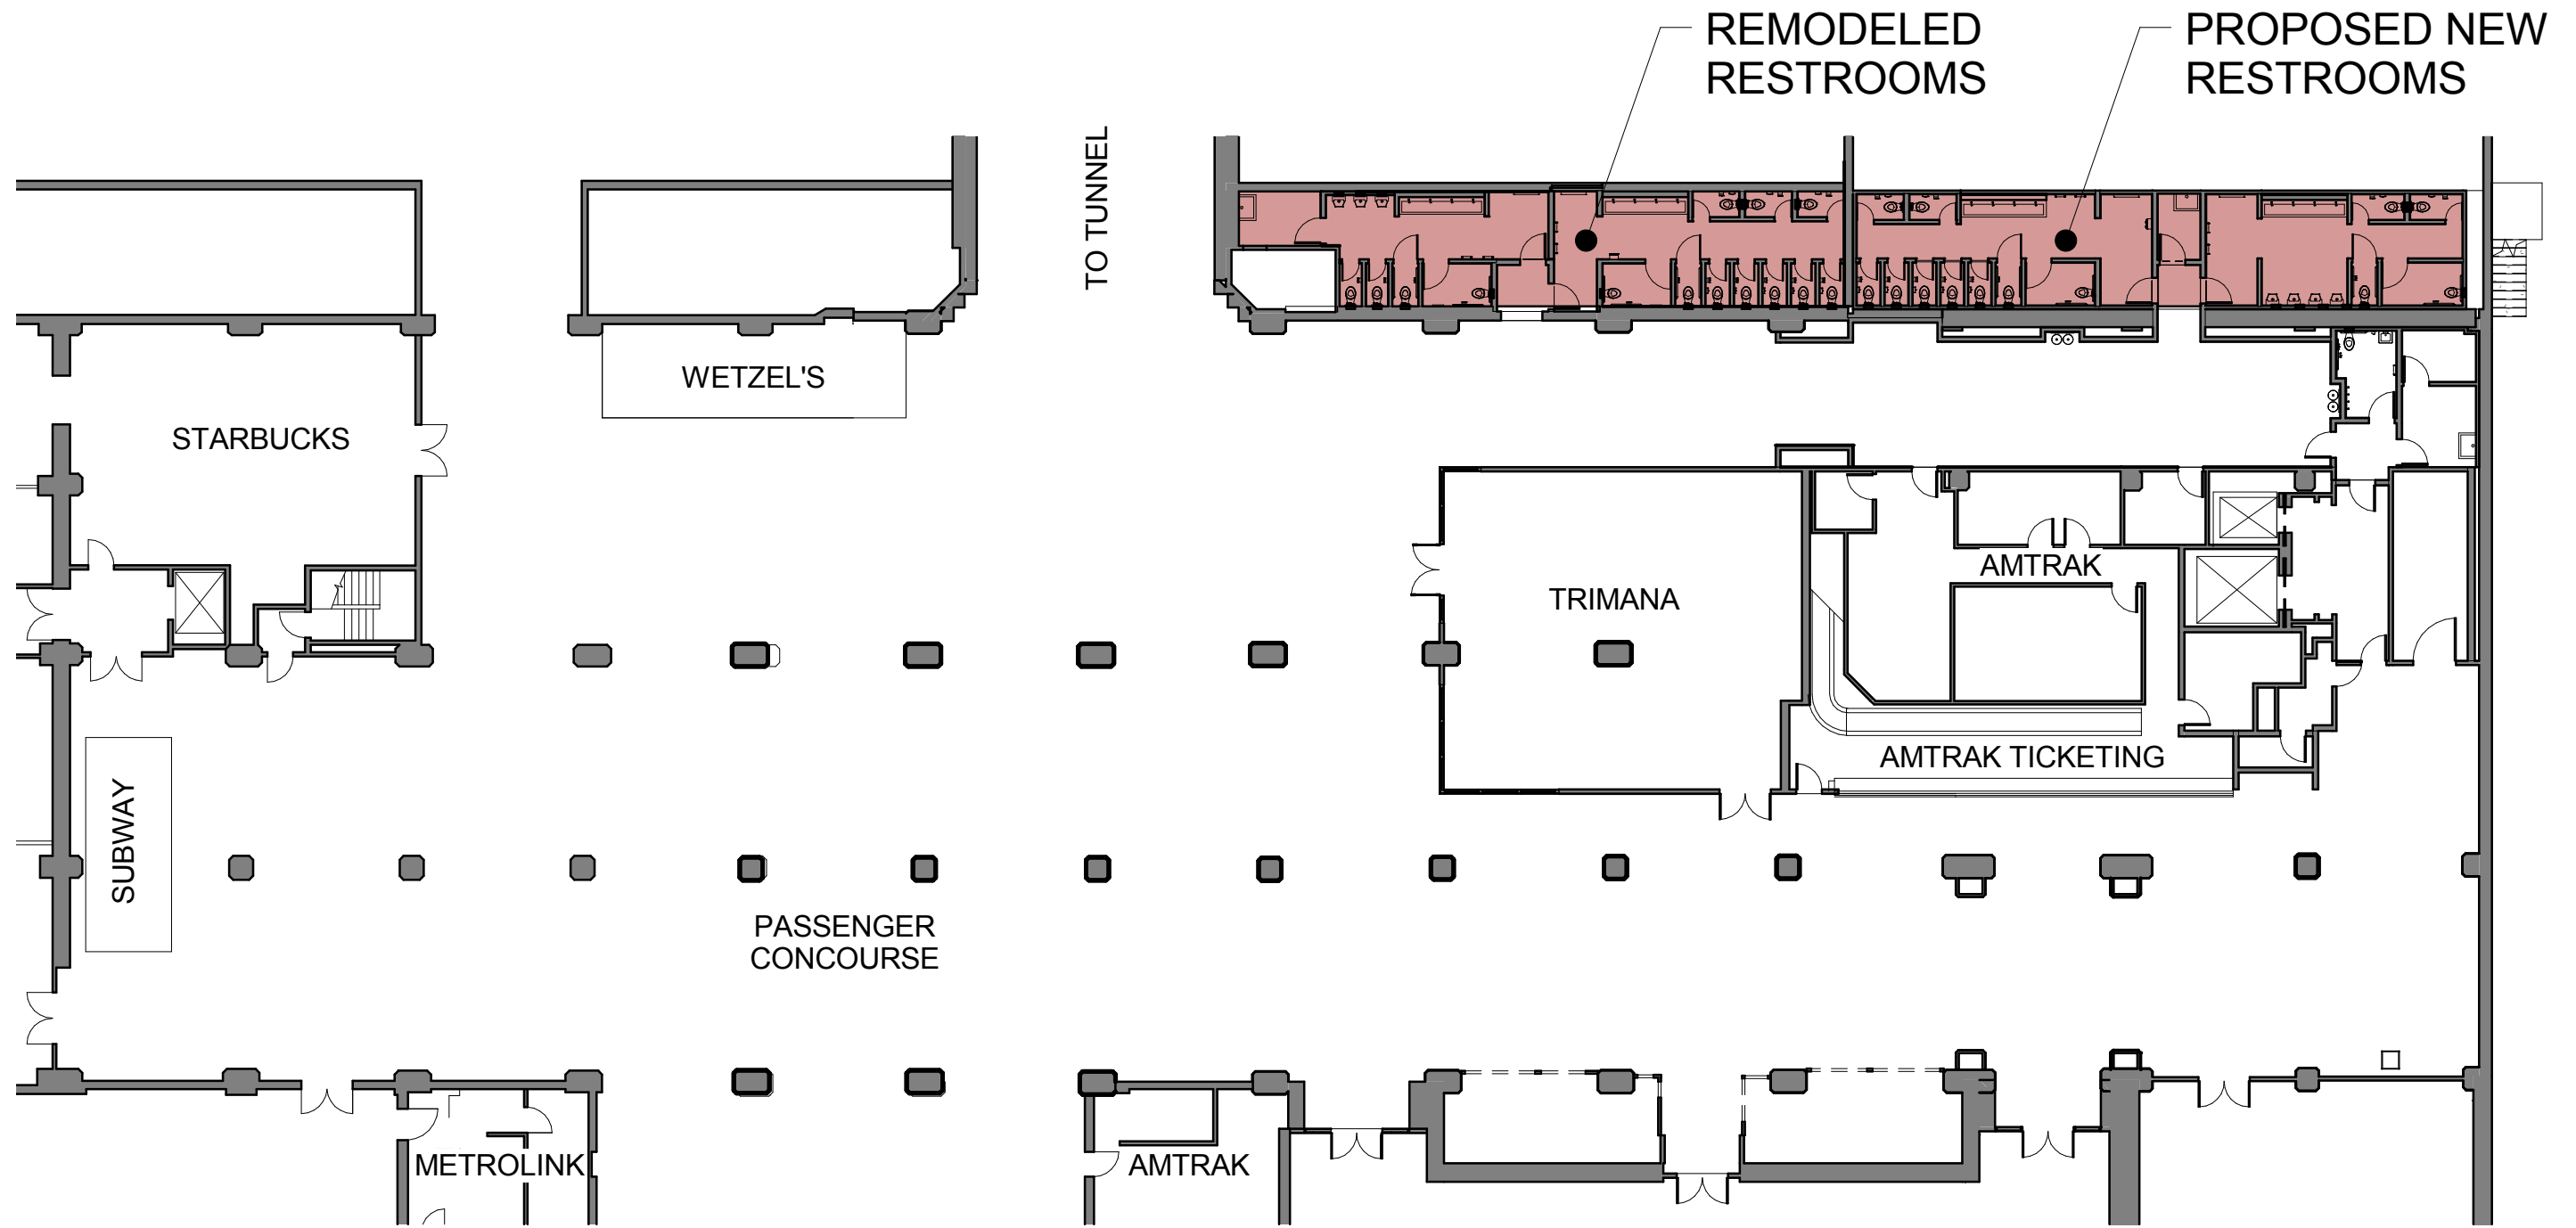 REMODELED
RESTROOMS
PROPOSED NEW
RESTROOMS
TO TUNNEL
WETZEL'S
STARBUCKS
TRIMANA
AMTRAK
AMTRAK TICKETING
SUBWAY
PASSENGER
CONCOURSE
METROLINK
AMTRAK